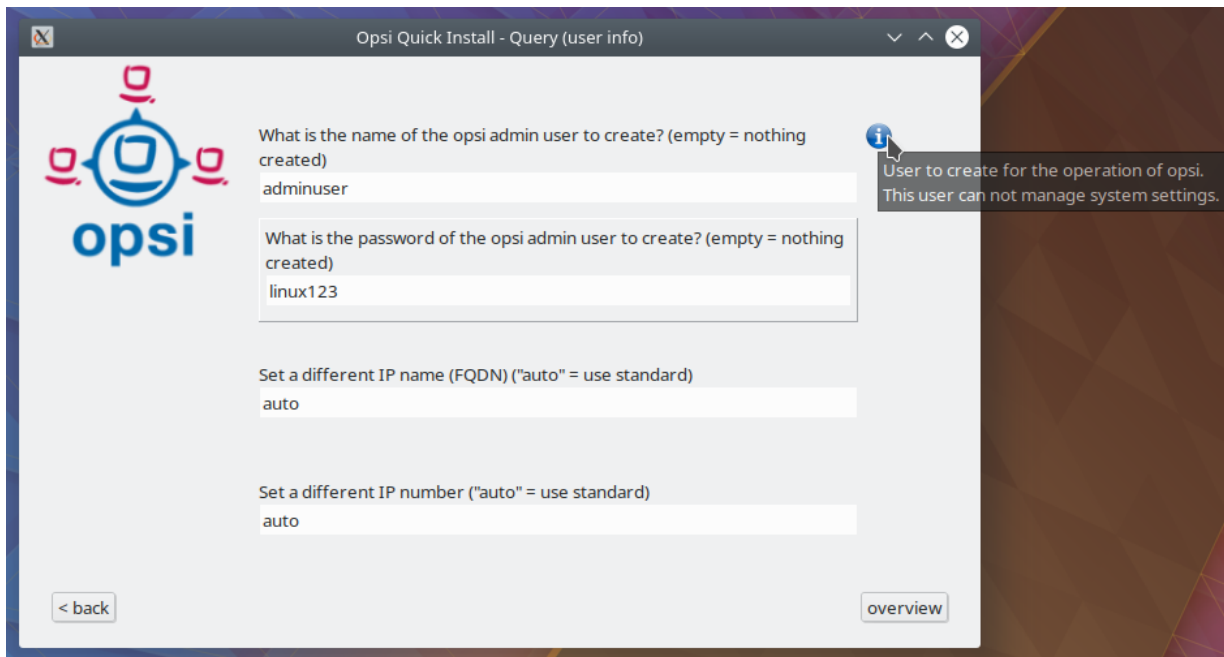 Opsi Quick Install - Query (user info)
opsi
What is the name of the opsi admin user to create? (empty = nothing
created)
adminuser
User to create for the operation of opsi.
This user can not manage system settings.
What is the password of the opsi admin user to create? (empty = nothing
created)
linux123
Set a different IP name (FQDN) ("auto" = use standard)
auto
Set a different IP number ("auto" = use standard)
auto
< back
overview